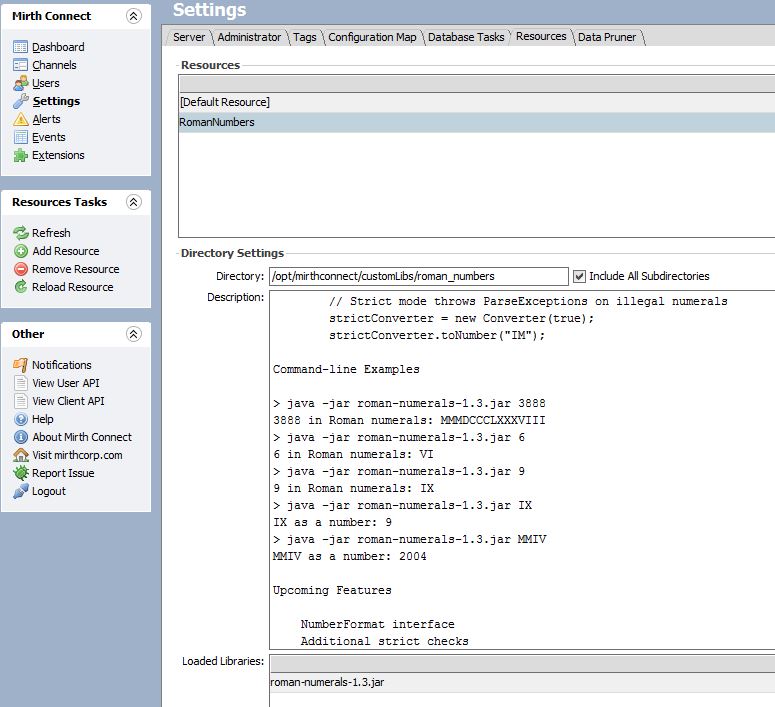 Mirth Connect
Dashboard
Channels
Users
Settings
Alerts
Events
Extensions
Resources Tasks
Refresh
Add Resource
Remove Resource
Reload Resource
Other
Notifications
View User API
View Client API
Help
About Mirth Connect
Visit mirthcorp.com
Report Issue
Logout
Settings
Server Administrator Tags Configuration Map Database Tasks Resources Data Pruner
Resources
[Default Resource]
RomanNumbers
Directory Settings
Directory: /opt/mirthconnect/customLibs/roman_numbers Include All Subdirectories
Description:
// Strict mode throws ParseExceptions on illegal numerals
strictConverter = new Converter(true);
strictConverter.toNumber("IM");
Command-line Examples
> java -jar roman-numerals-1.3.jar 3888
3888 in Roman numerals: MMMDCCCLXXXVIII
> java -jar roman-numerals-1.3.jar 6
6 in Roman numerals: VI
> java -jar roman-numerals-1.3.jar 9
9 in Roman numerals: IX
> java -jar roman-numerals-1.3.jar IX
IX as a number: 9
> java -jar roman-numerals-1.3.jar MMIV
MMIV as a number: 2004
Upcoming Features
NumberFormat interface
Additional strict checks
Loaded Libraries:
roman-numerals-1.3.jar